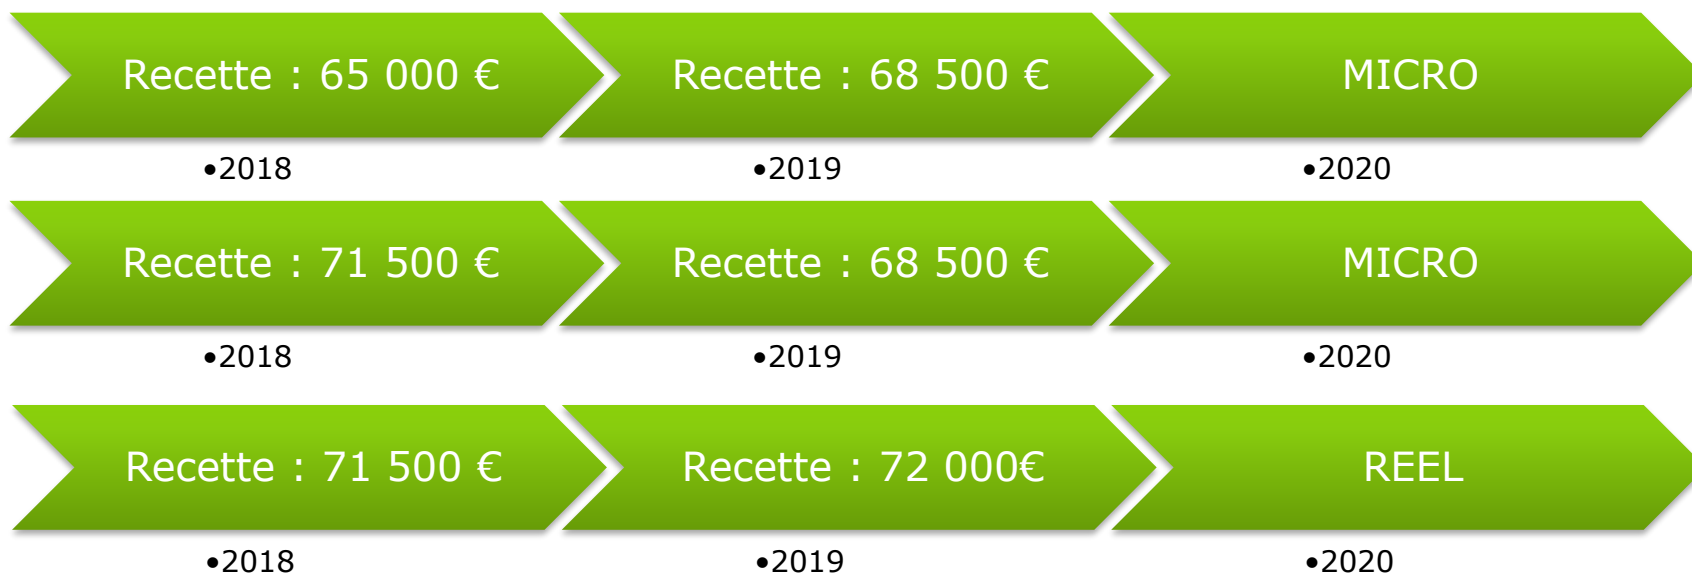 Recette : 65 000 € Recette : 68 500 € MICRO
•2018 •2019 •2020
Recette : 71 500 € Recette : 68 500 € MICRO
•2018 •2019 •2020
Recette : 71 500 € Recette : 72 000€ REEL
•2018 •2019 •2020